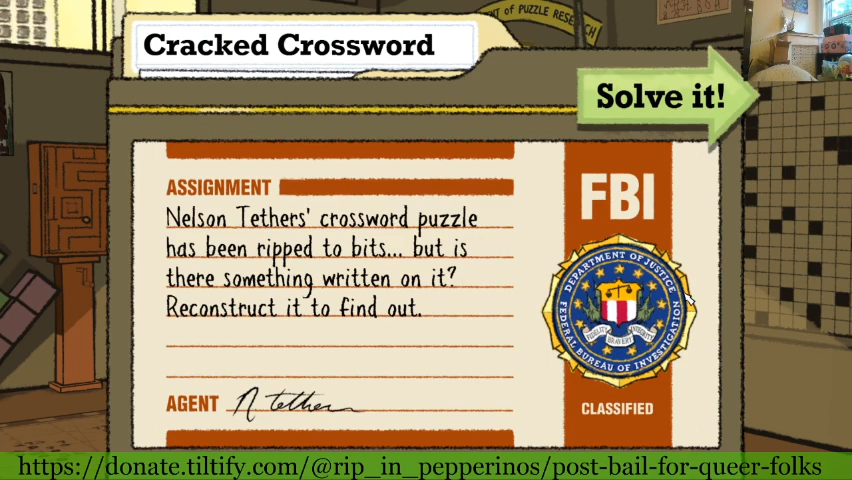 NT OF PUZZLE RESEARCH
Cracked Crossword
Solve it!
ASSIGNMENT
Nelson Tethers' crossword puzzle
has been ripped to bits... but is
there something written on it?
Reconstruct it to find out.
AGENT N Tethers
FBI
DEPARTMENT OF JUSTICE
FIDELITY BRAVERY INTEGRITY
FEDERAL BUREAU OF INVESTIGATION
CLASSIFIED
https://donate.tiltify.com/@rip_in_pepperinos/post-bail-for-queer-folks